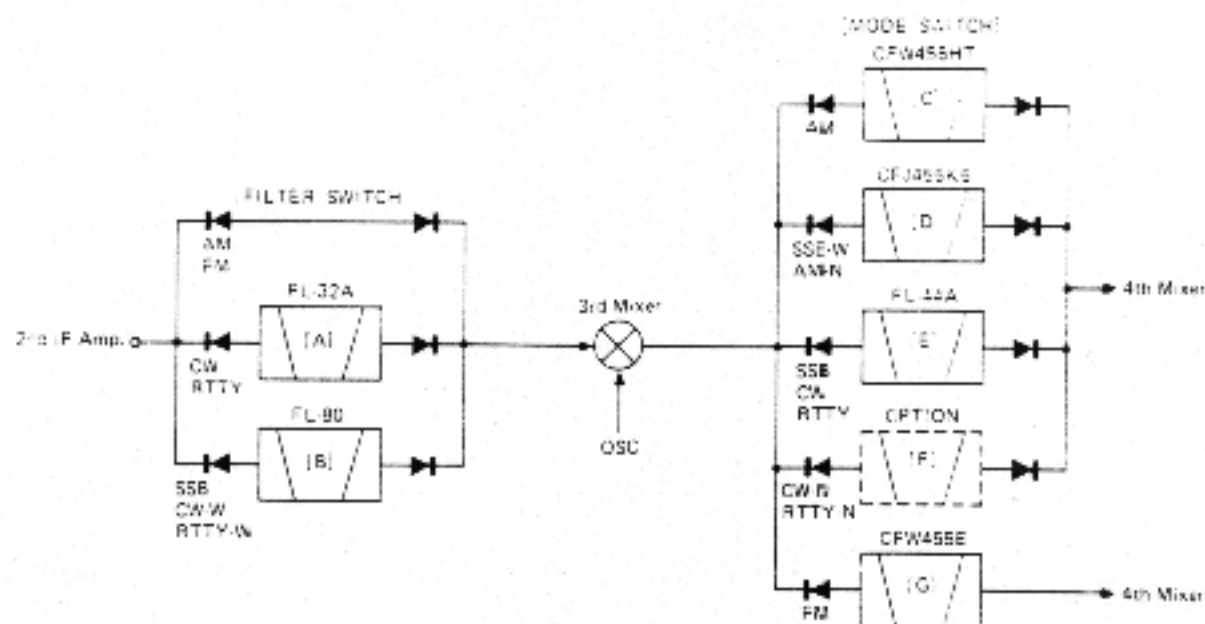 [MODE SWITCH]
CFW455HT
[C]
AM
CFJ455K5
[D]
SSB-W
AM-N
FILTER SWITCH
AM
FM
FL-32A
[A]
CW
RTTY
2nd IF Amp.
FL-80
[B]
SSB
CW-W
RTTY-W
3rd Mixer
OSC
4th Mixer
FL-44A
[E]
SSB
CW
RTTY
OPTION
[F]
CW-N
RTTY-N
CFW455E
[G]
FM
4th Mixer